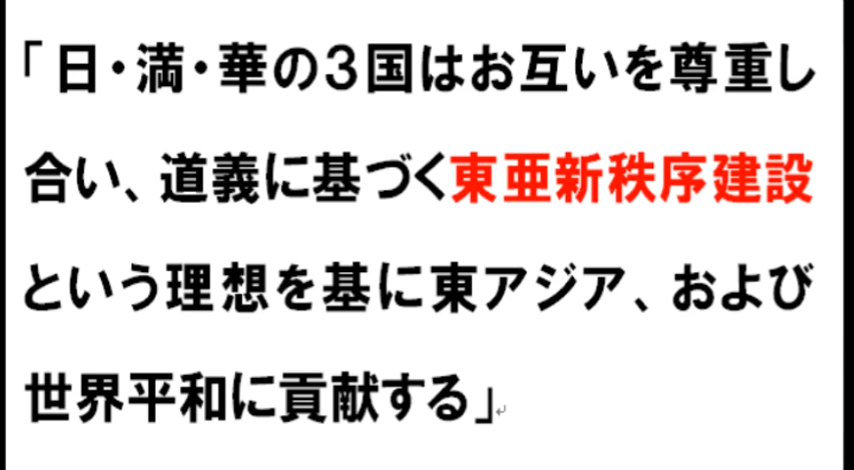 「日・満・華の３国はお互いを尊重し
合い、道義に基づく東亜新秩序建設
という理想を基に東アジア、および
世界平和に貢献する」